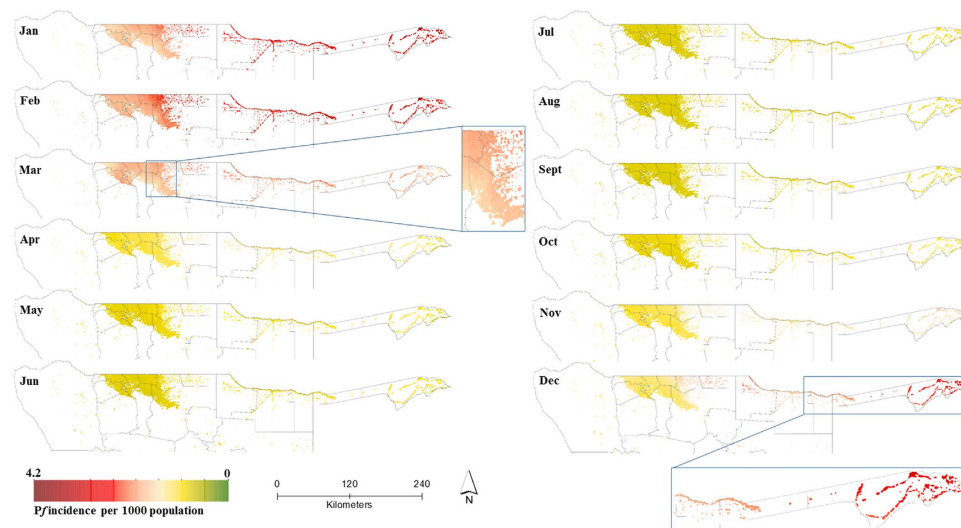 Jan
Feb
Mar
Apr
May
Jun
Jul
Aug
Sept
Oct
Nov
Dec
4.2 0
Pf incidence per 1000 population
0 120 240
Kilometers
N